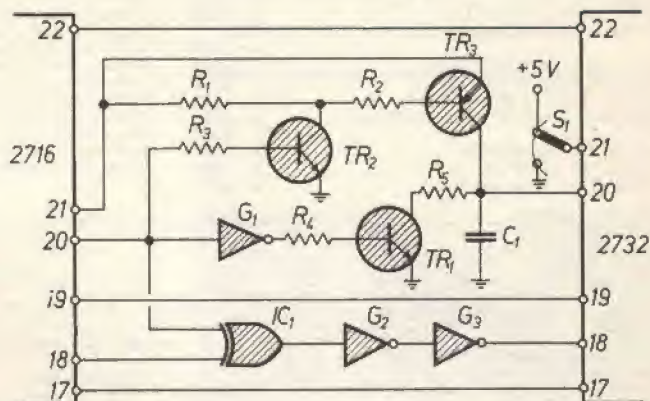 22
TR3
22
+5V
R1
R2
S1
R3
2716
TR2
21
R5
20
21
G1
R4
20
C1
2732
TR1
19
19
IC1
G2
G3
18
18
17
17